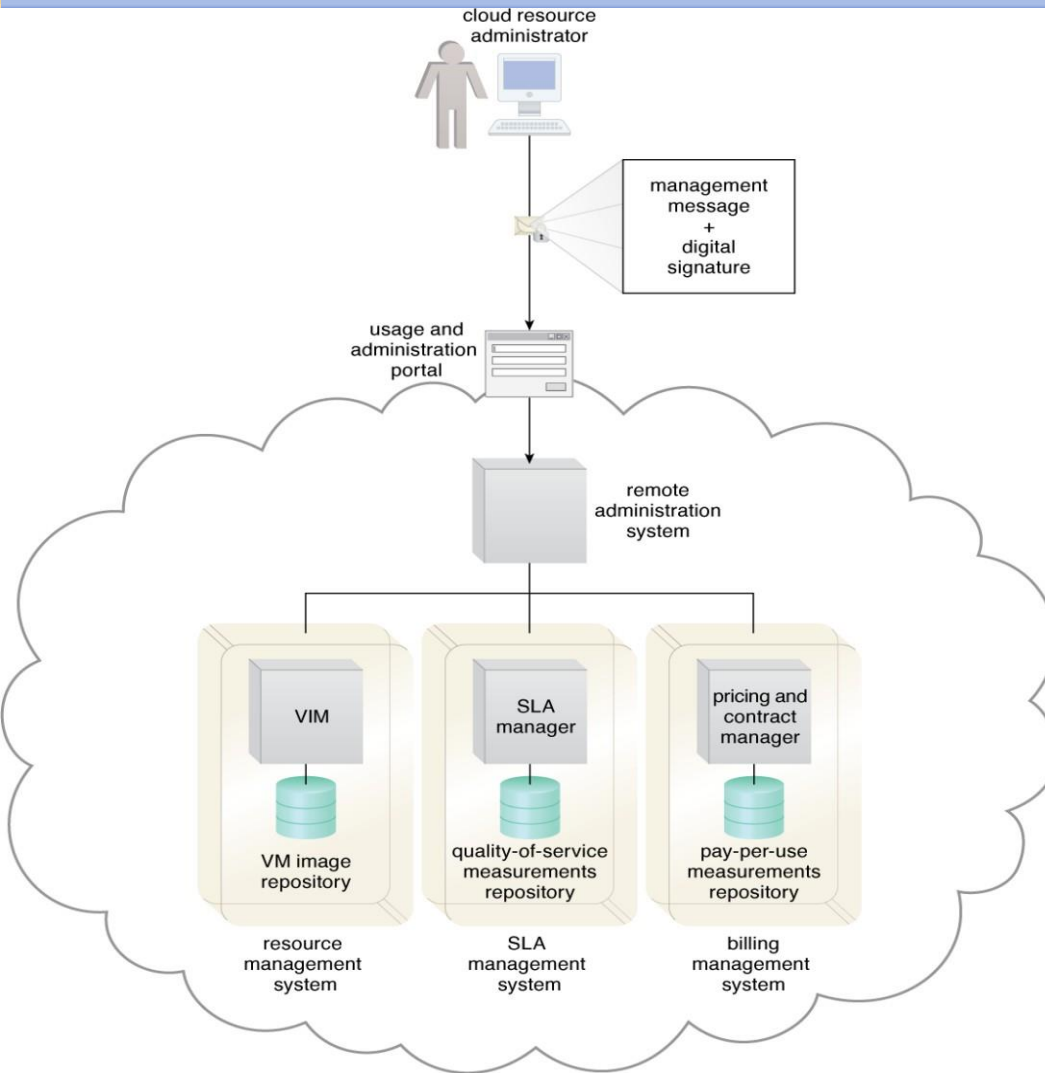 cloud resource
administrator
management
message
+
digital
signature
usage and
administration
portal
remote
administration
system
VIM
SLA
manager
pricing and
contract
manager
VM image
repository
quality-of-service
measurements
repository
pay-per-use
measurements
repository
resource
management
system
SLA
management
system
billing
management
system